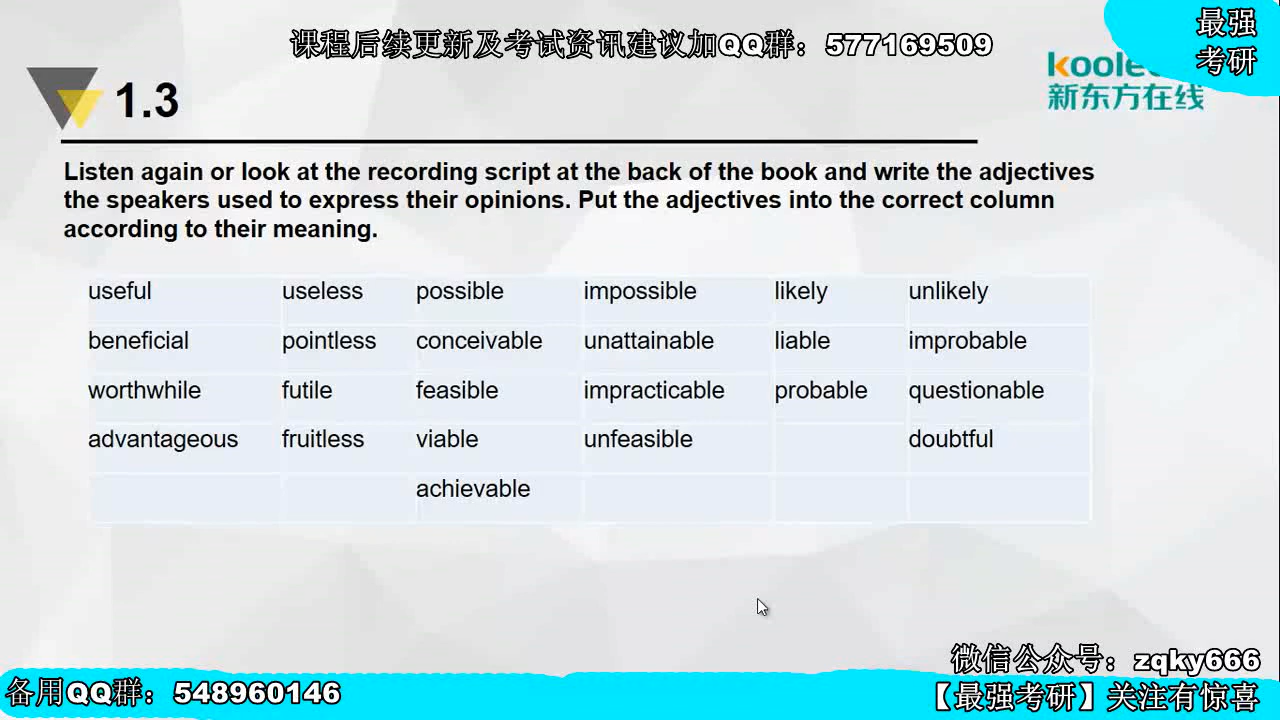 课程后续更新及考试资讯建议加QQ群：577169509
最强
考研
koole
新东方在线
1.3
Listen again or look at the recording script at the back of the book and write the adjectives
the speakers used to express their opinions. Put the adjectives into the correct column
according to their meaning.
useful useless possible impossible likely unlikely
beneficial pointless conceivable unattainable liable improbable
worthwhile futile feasible impracticable probable questionable
advantageous fruitless viable unfeasible doubtful
achievable
微信公众号：zqky666
备用QQ群：548960146
【最强考研】关注有惊喜